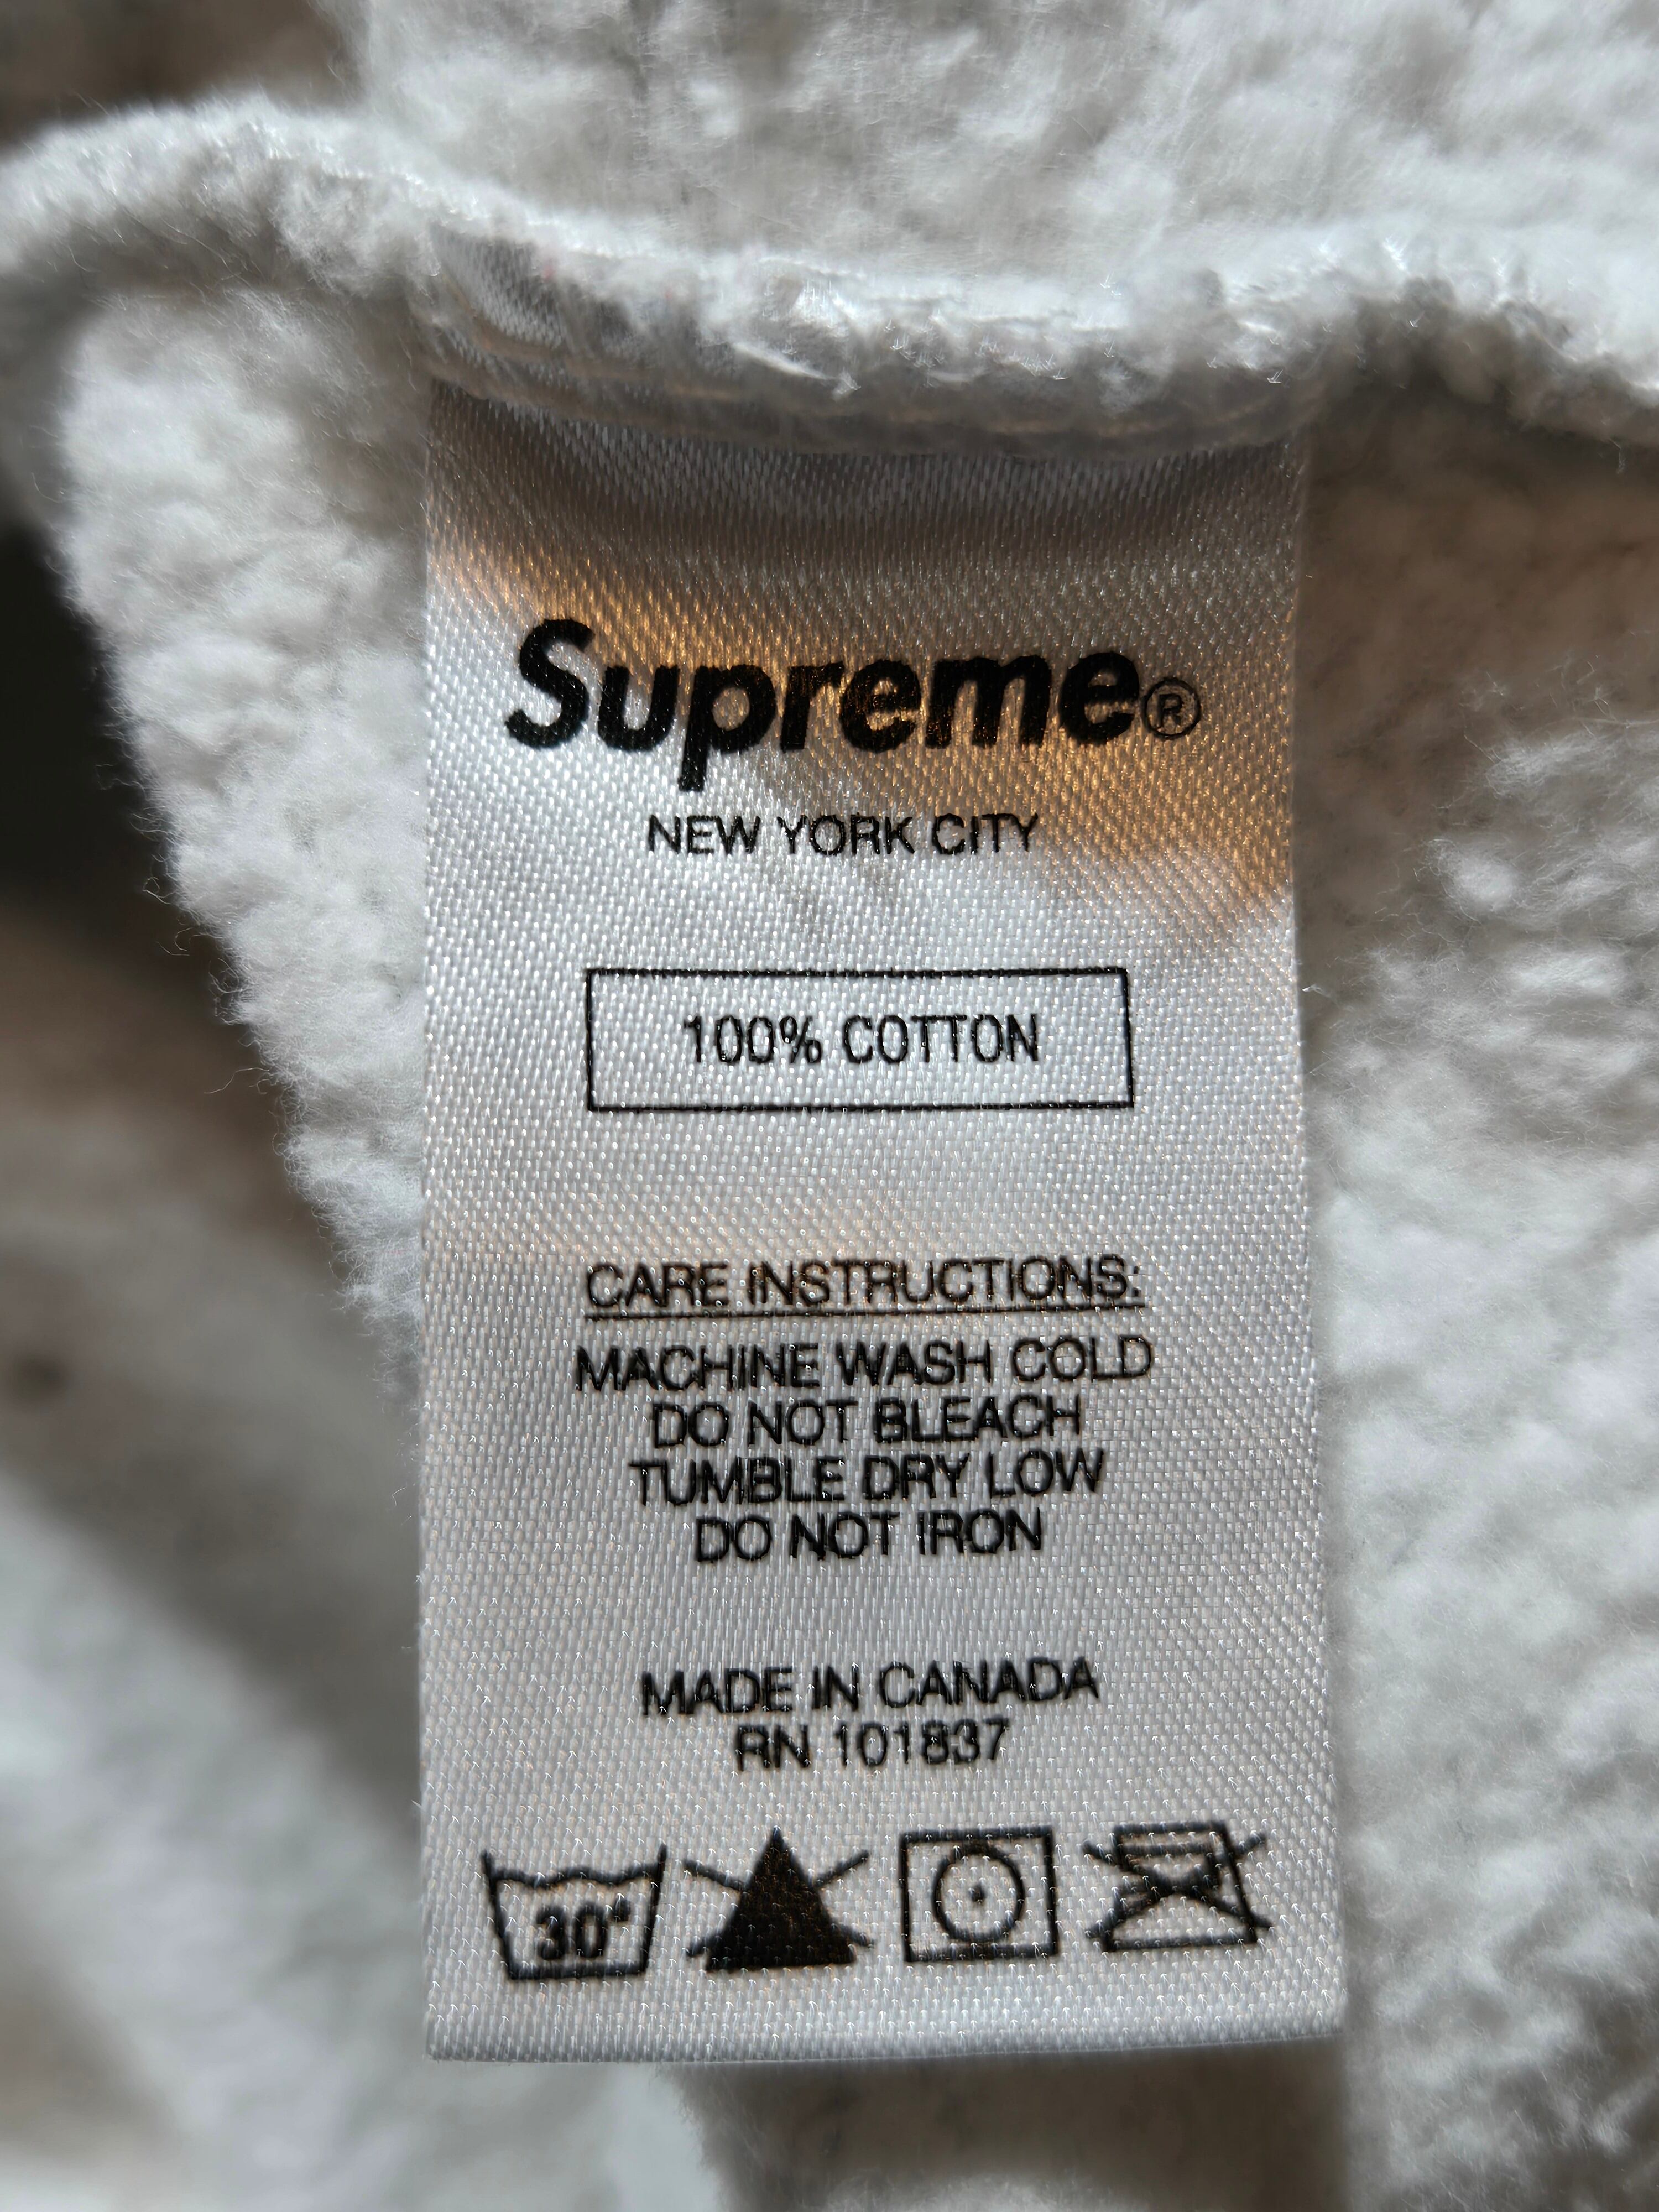 Supreme®
NEW YORK CITY
100% COTTON
CARE INSTRUCTIONS:
MACHINE WASH COLD
DO NOT BLEACH
TUMBLE DRY LOW
DO NOT IRON
MADE IN CANADA
RN 101837
30°